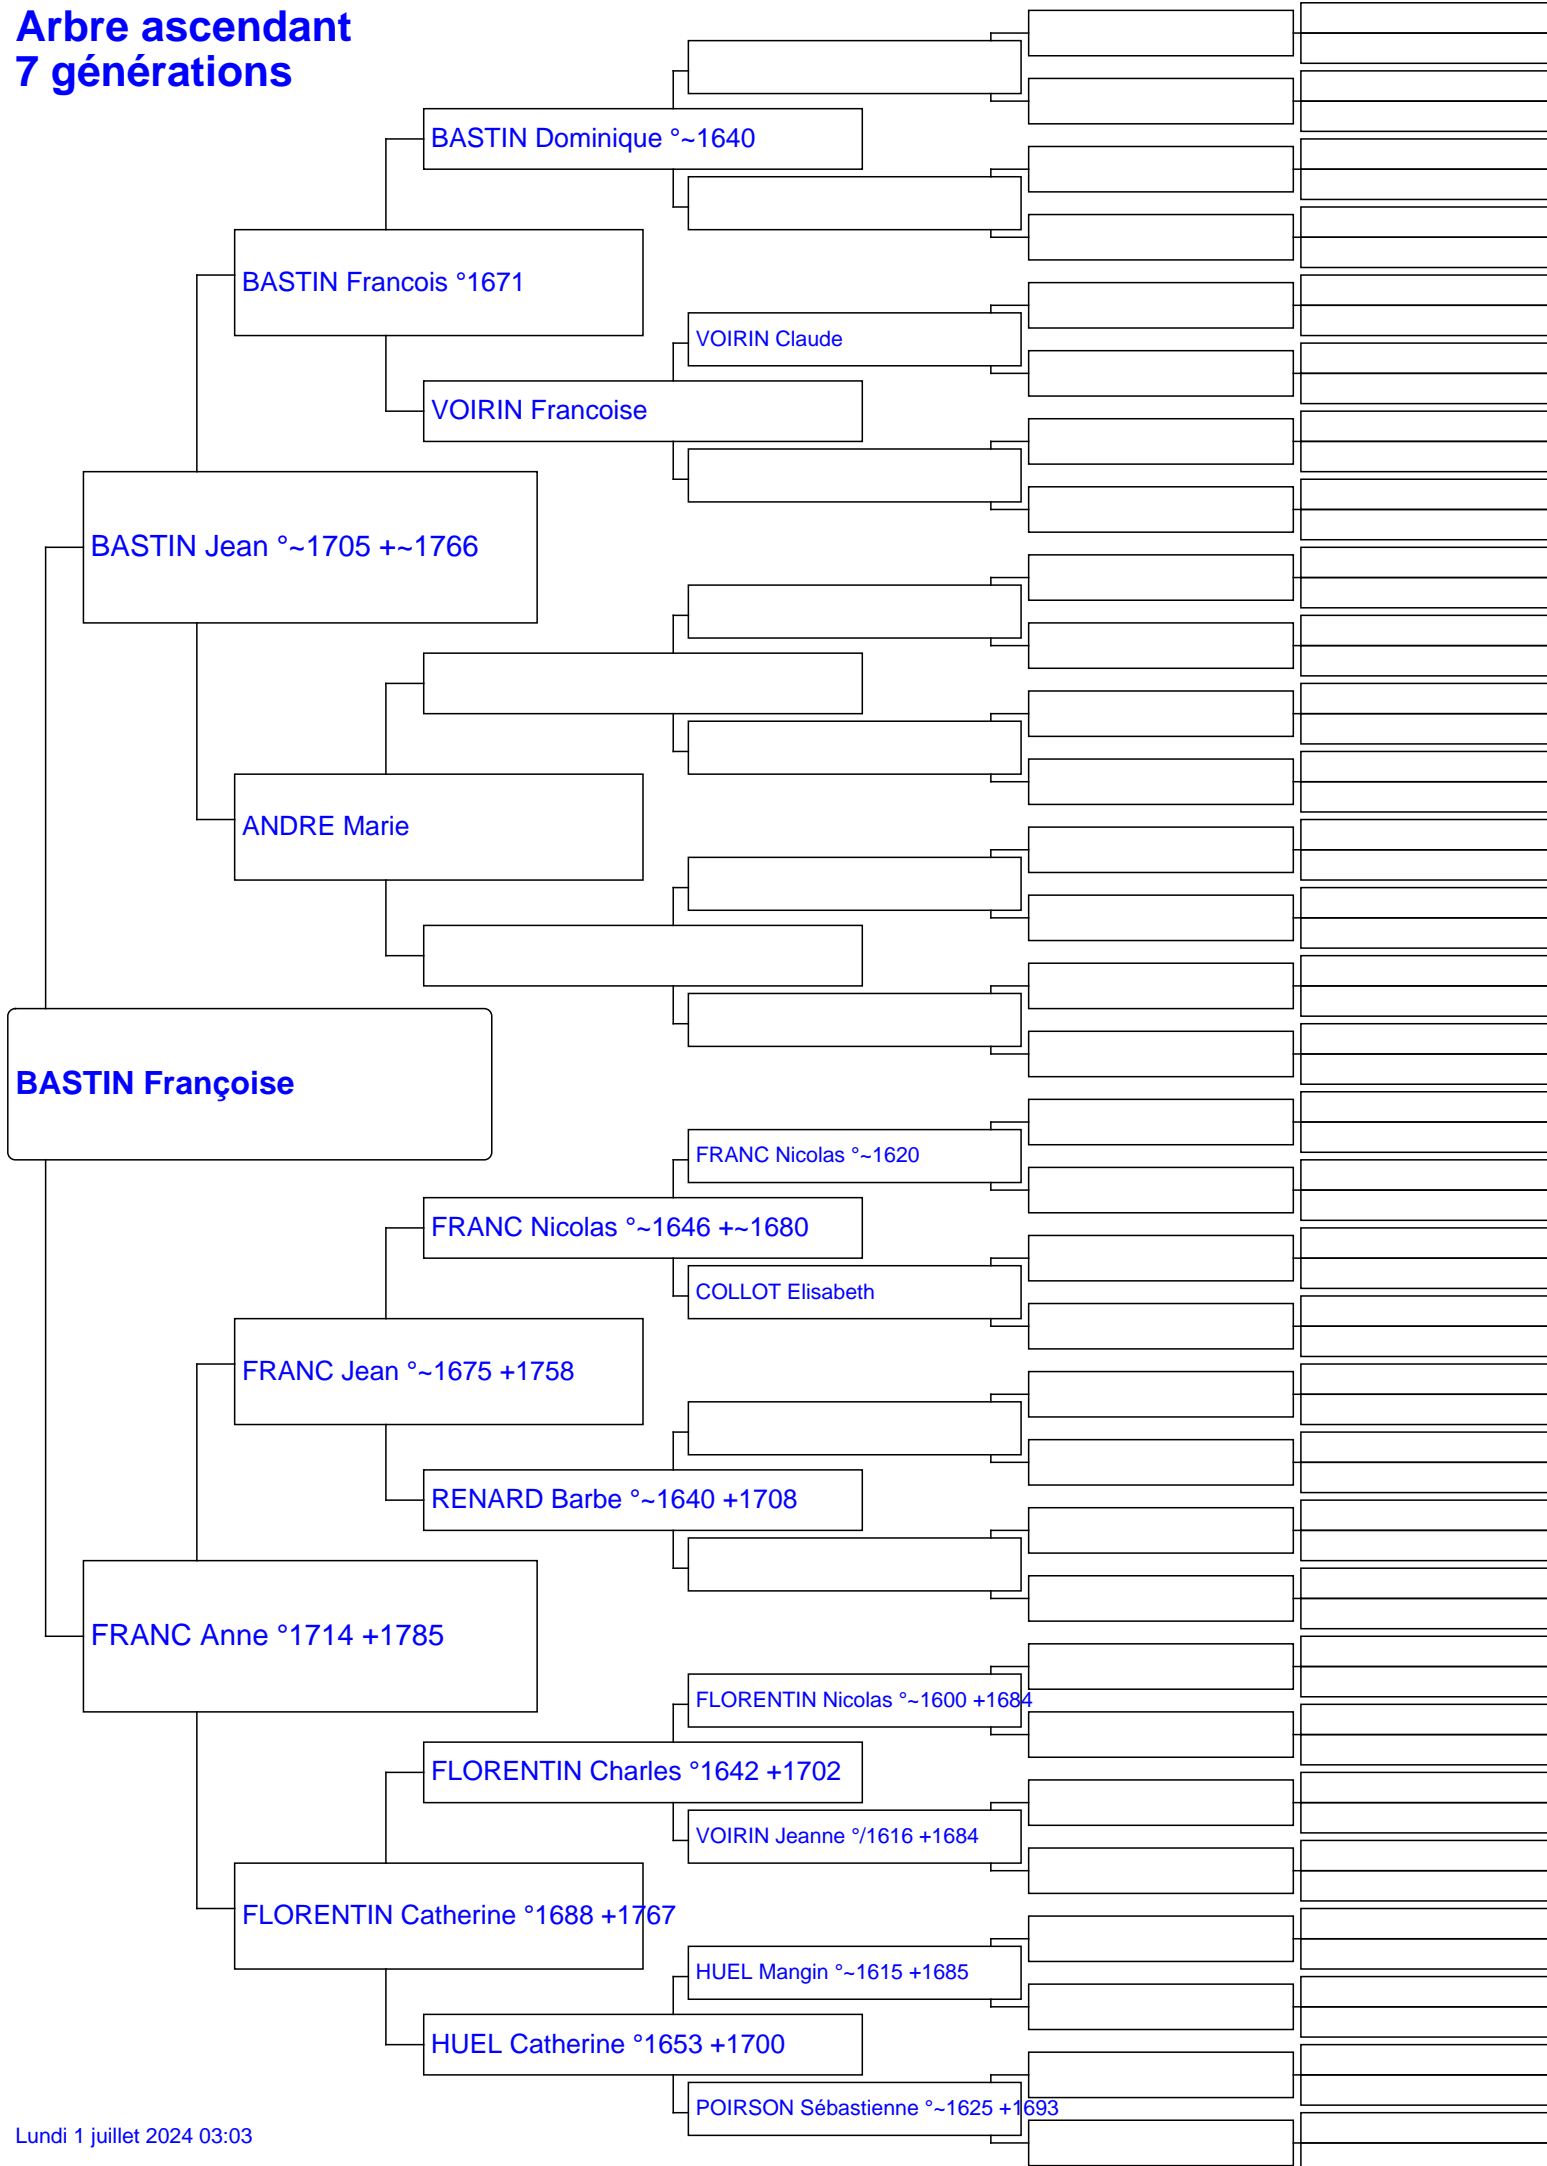 Arbre ascendant
7 générations
BASTIN Dominique °~1640
BASTIN Francois °1671
VOIRIN Claude
VOIRIN Francoise
BASTIN Jean °~1705 +~1766
ANDRE Marie
BASTIN Françoise
FRANC Nicolas °~1620
FRANC Nicolas °~1646 +~1680
COLLOT Elisabeth
FRANC Jean °~1675 +1758
RENARD Barbe °~1640 +1708
FRANC Anne °1714 +1785
FLORENTIN Nicolas °~1600 +1684
FLORENTIN Charles °1642 +1702
VOIRIN Jeanne °/1616 +1684
FLORENTIN Catherine °1688 +1767
HUEL Mangin °~1615 +1685
HUEL Catherine °1653 +1700
POIRSON Sébastienne °~1625 +1693
Lundi 1 juillet 2024 03:03